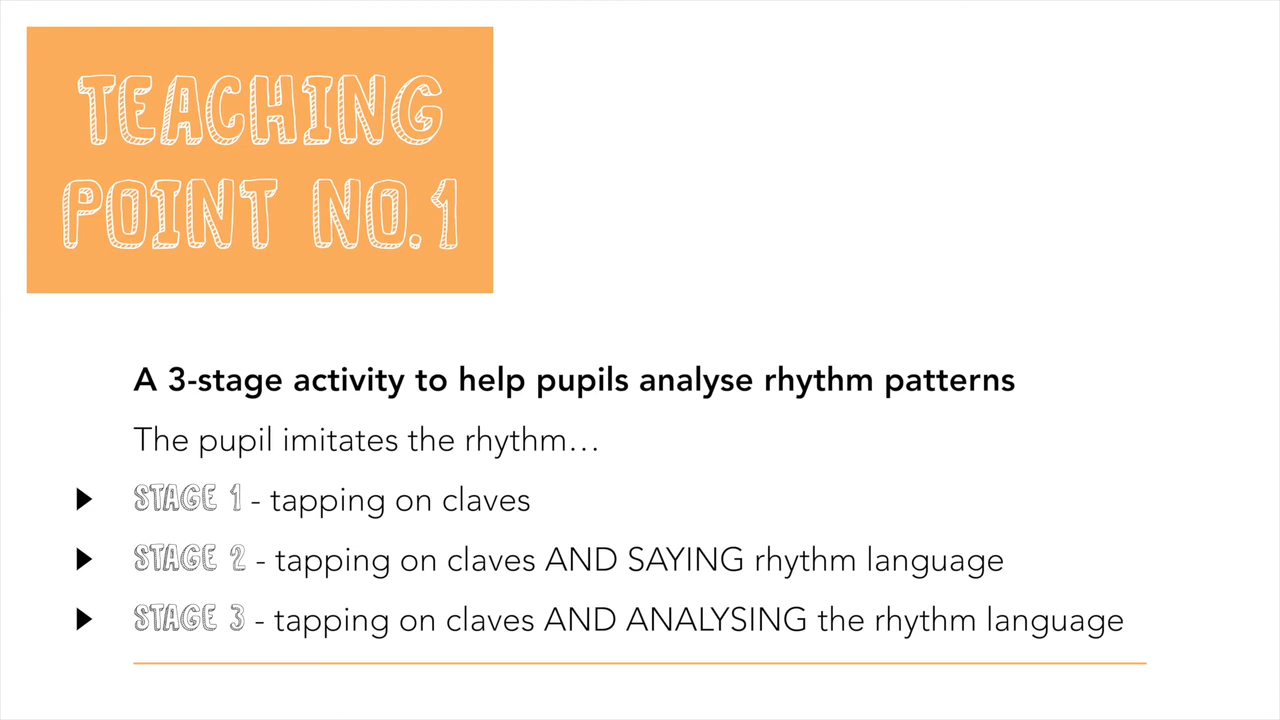 TEACHING
POINT NO.1
A 3-stage activity to help pupils analyse rhythm patterns
The pupil imitates the rhythm…
STAGE 1 - tapping on claves
STAGE 2 - tapping on claves AND SAYING rhythm language
STAGE 3 - tapping on claves AND ANALYSING the rhythm language